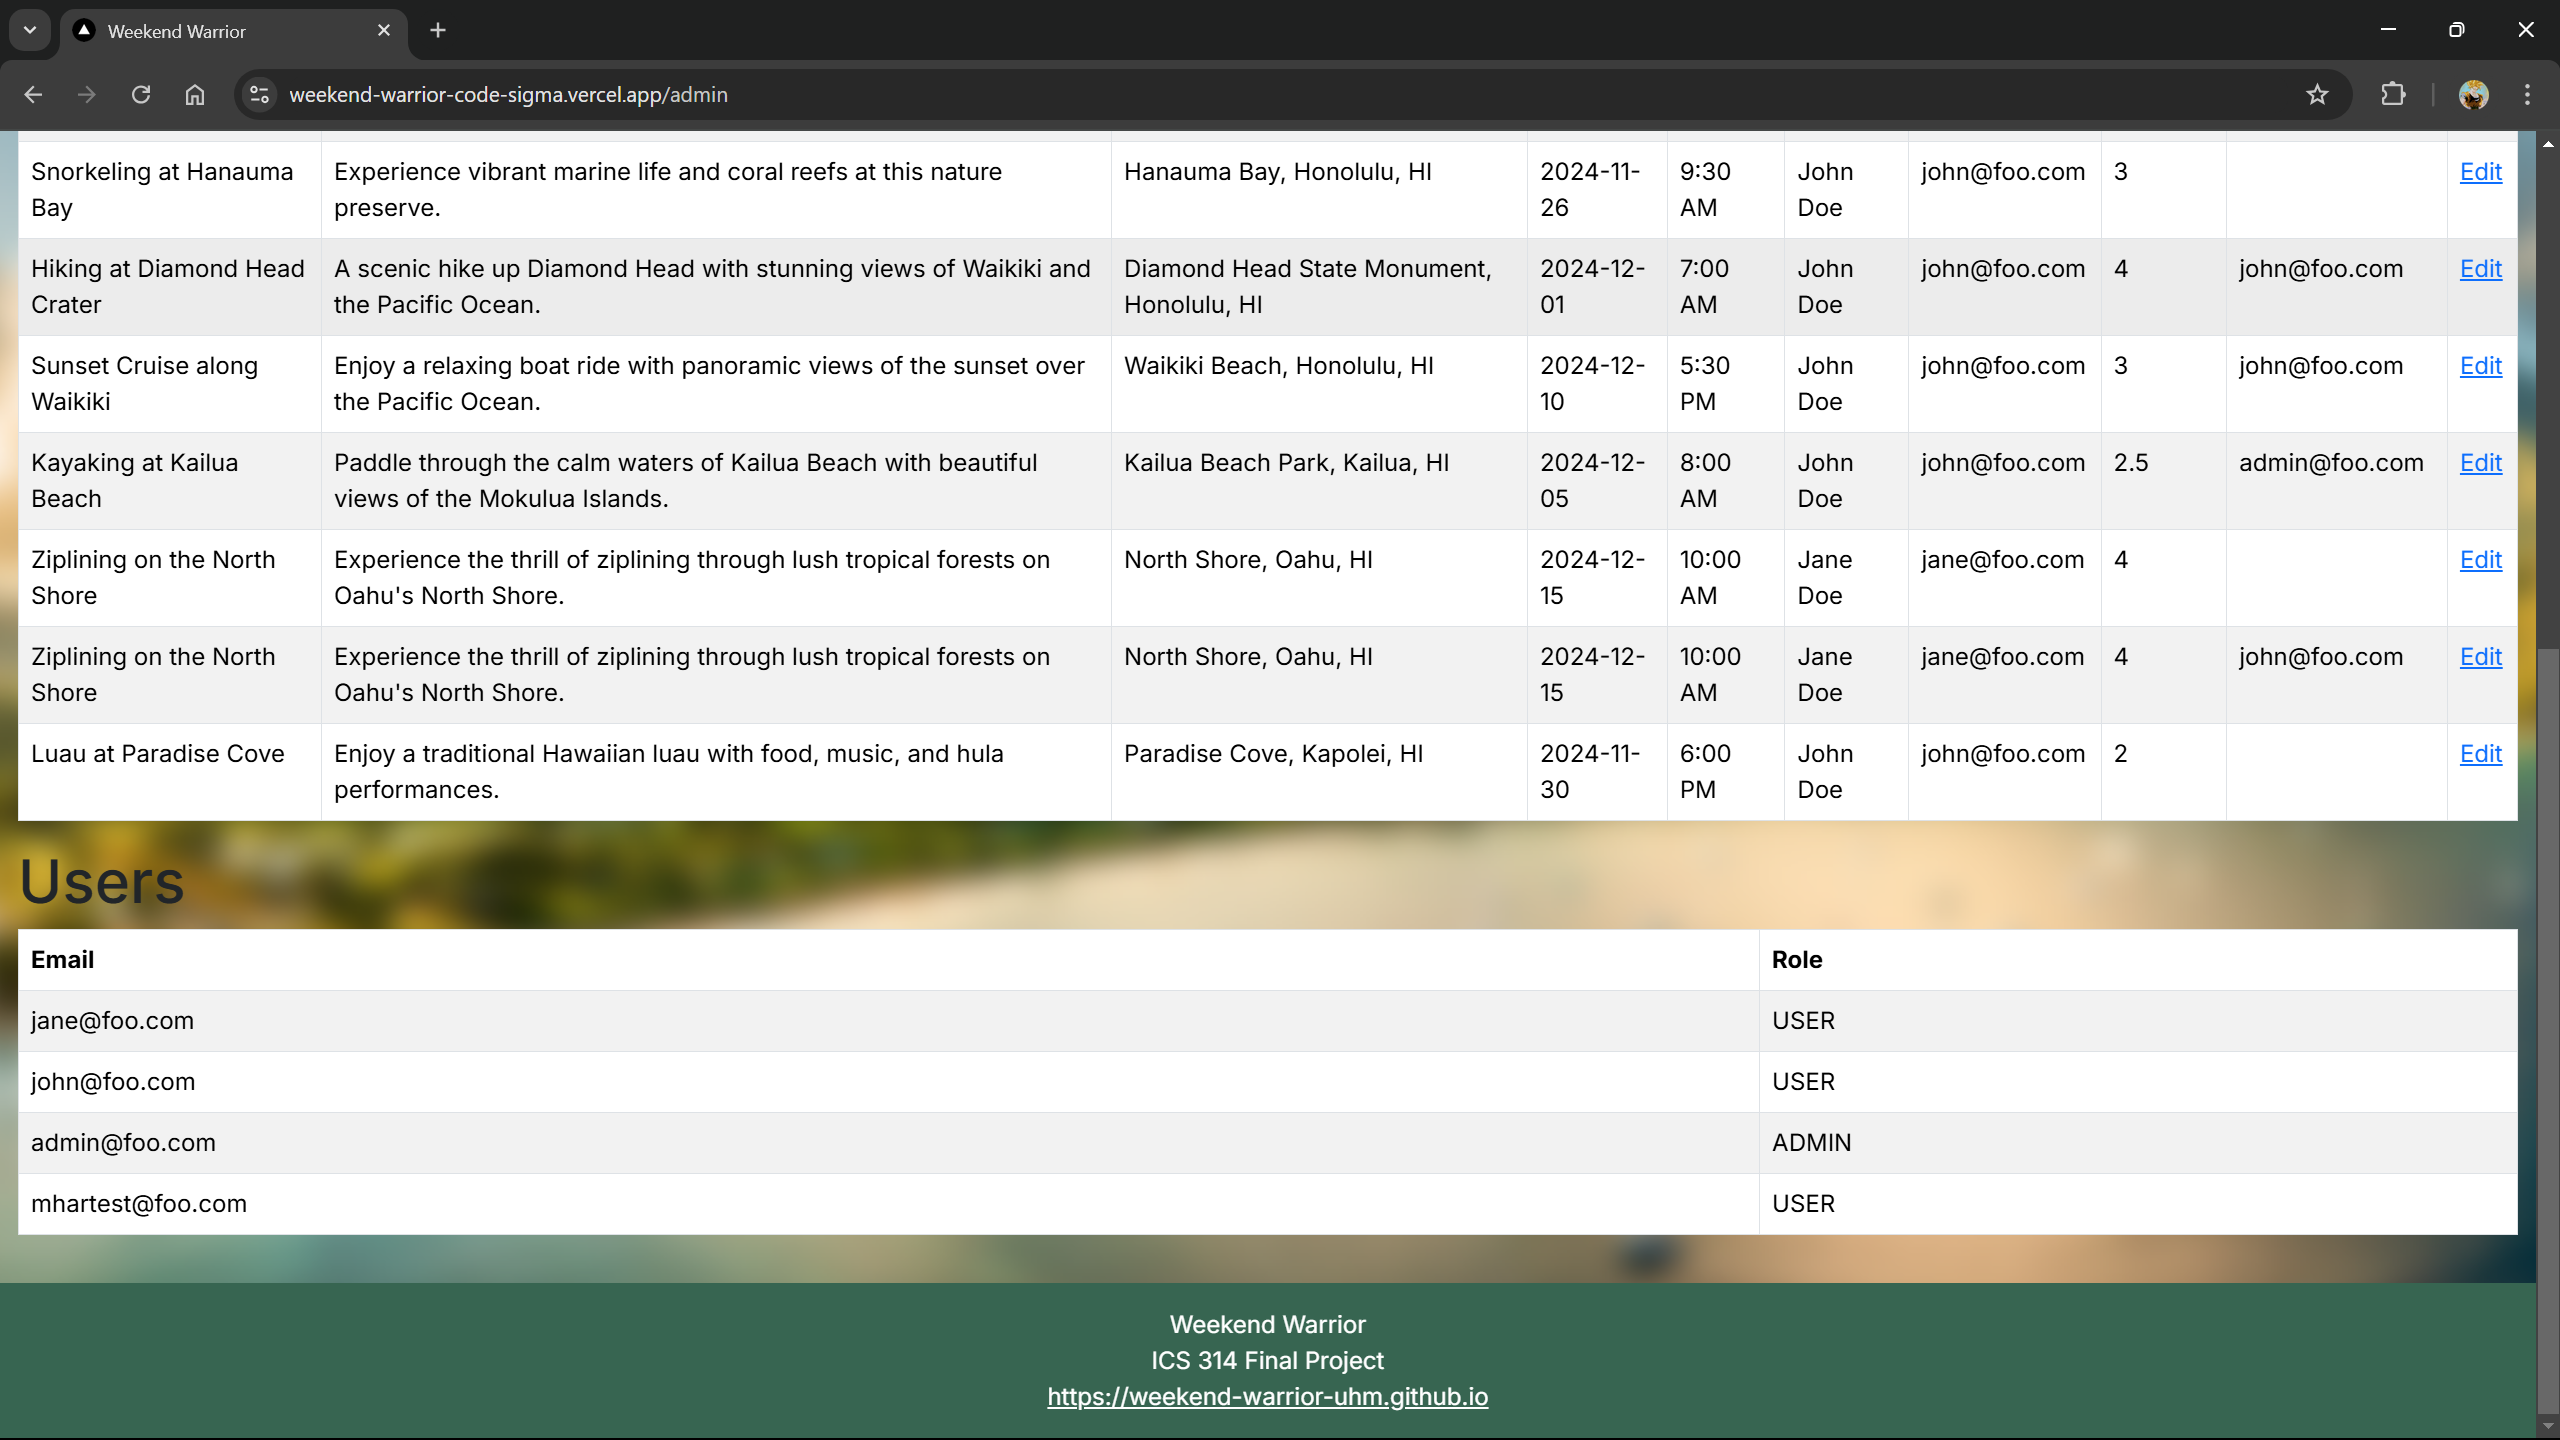 Weekend Warrior
weekend-warrior-code-sigma.vercel.app/admin
Snorkeling at Hanauma Bay Experience vibrant marine life and coral reefs at this nature preserve. Hanauma Bay, Honolulu, HI 2024-11-26 9:30 AM John Doe john@foo.com 3 Edit
Hiking at Diamond Head Crater A scenic hike up Diamond Head with stunning views of Waikiki and the Pacific Ocean. Diamond Head State Monument, Honolulu, HI 2024-12-01 7:00 AM John Doe john@foo.com 4 john@foo.com Edit
Sunset Cruise along Waikiki Enjoy a relaxing boat ride with panoramic views of the sunset over the Pacific Ocean. Waikiki Beach, Honolulu, HI 2024-12-10 5:30 PM John Doe john@foo.com 3 john@foo.com Edit
Kayaking at Kailua Beach Paddle through the calm waters of Kailua Beach with beautiful views of the Mokulua Islands. Kailua Beach Park, Kailua, HI 2024-12-05 8:00 AM John Doe john@foo.com 2.5 admin@foo.com Edit
Ziplining on the North Shore Experience the thrill of ziplining through lush tropical forests on Oahu's North Shore. North Shore, Oahu, HI 2024-12-15 10:00 AM Jane Doe jane@foo.com 4 Edit
Ziplining on the North Shore Experience the thrill of ziplining through lush tropical forests on Oahu's North Shore. North Shore, Oahu, HI 2024-12-15 10:00 AM Jane Doe jane@foo.com 4 john@foo.com Edit
Luau at Paradise Cove Enjoy a traditional Hawaiian luau with food, music, and hula performances. Paradise Cove, Kapolei, HI 2024-11-30 6:00 PM John Doe john@foo.com 2 Edit
Users
Email Role
jane@foo.com USER
john@foo.com USER
admin@foo.com ADMIN
mhartest@foo.com USER
Weekend Warrior
ICS 314 Final Project
https://weekend-warrior-uhm.github.io